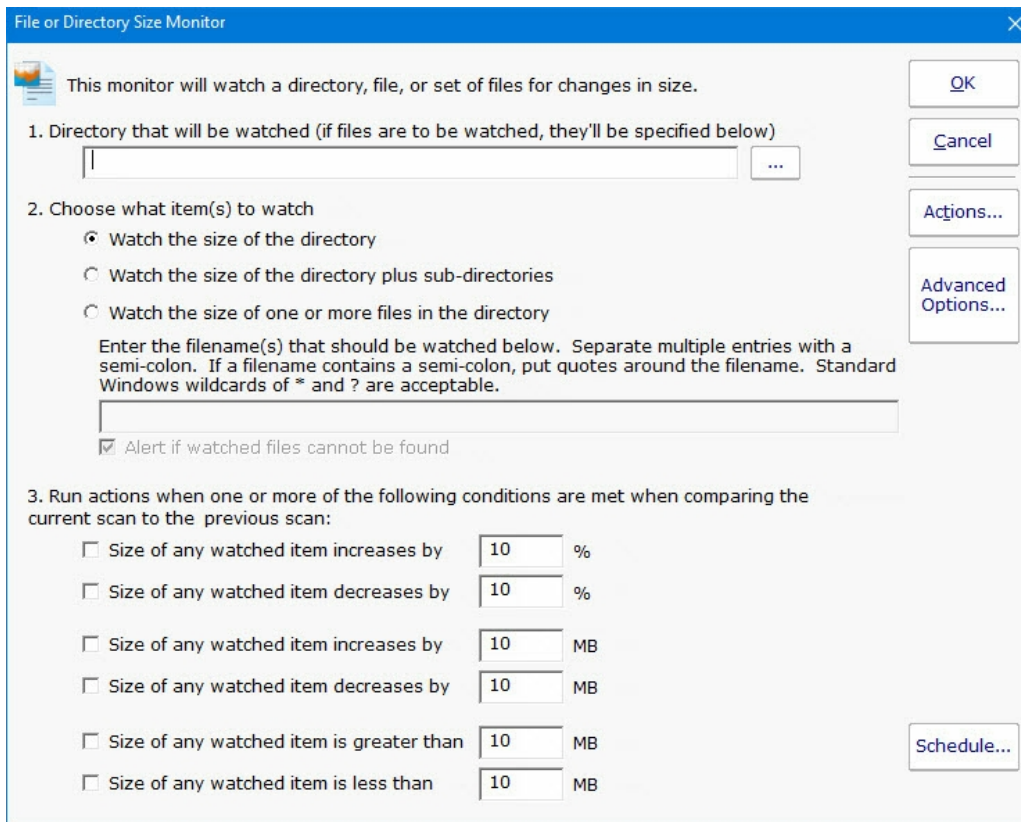 File or Directory Size Monitor
This monitor will watch a directory, file, or set of files for changes in size.
OK
1. Directory that will be watched (if files are to be watched, they'll be specified below)
Cancel
...
2. Choose what item(s) to watch
Actions...
Watch the size of the directory
Watch the size of the directory plus sub-directories
Advanced
Options...
Watch the size of one or more files in the directory
Enter the filename(s) that should be watched below. Separate multiple entries with a
semi-colon. If a filename contains a semi-colon, put quotes around the filename. Standard
Windows wildcards of * and ? are acceptable.
Alert if watched files cannot be found
3. Run actions when one or more of the following conditions are met when comparing the
current scan to the previous scan:
Size of any watched item increases by 10 %
Size of any watched item decreases by 10 %
Size of any watched item increases by 10 MB
Size of any watched item decreases by 10 MB
Size of any watched item is greater than 10 MB
Schedule...
Size of any watched item is less than 10 MB